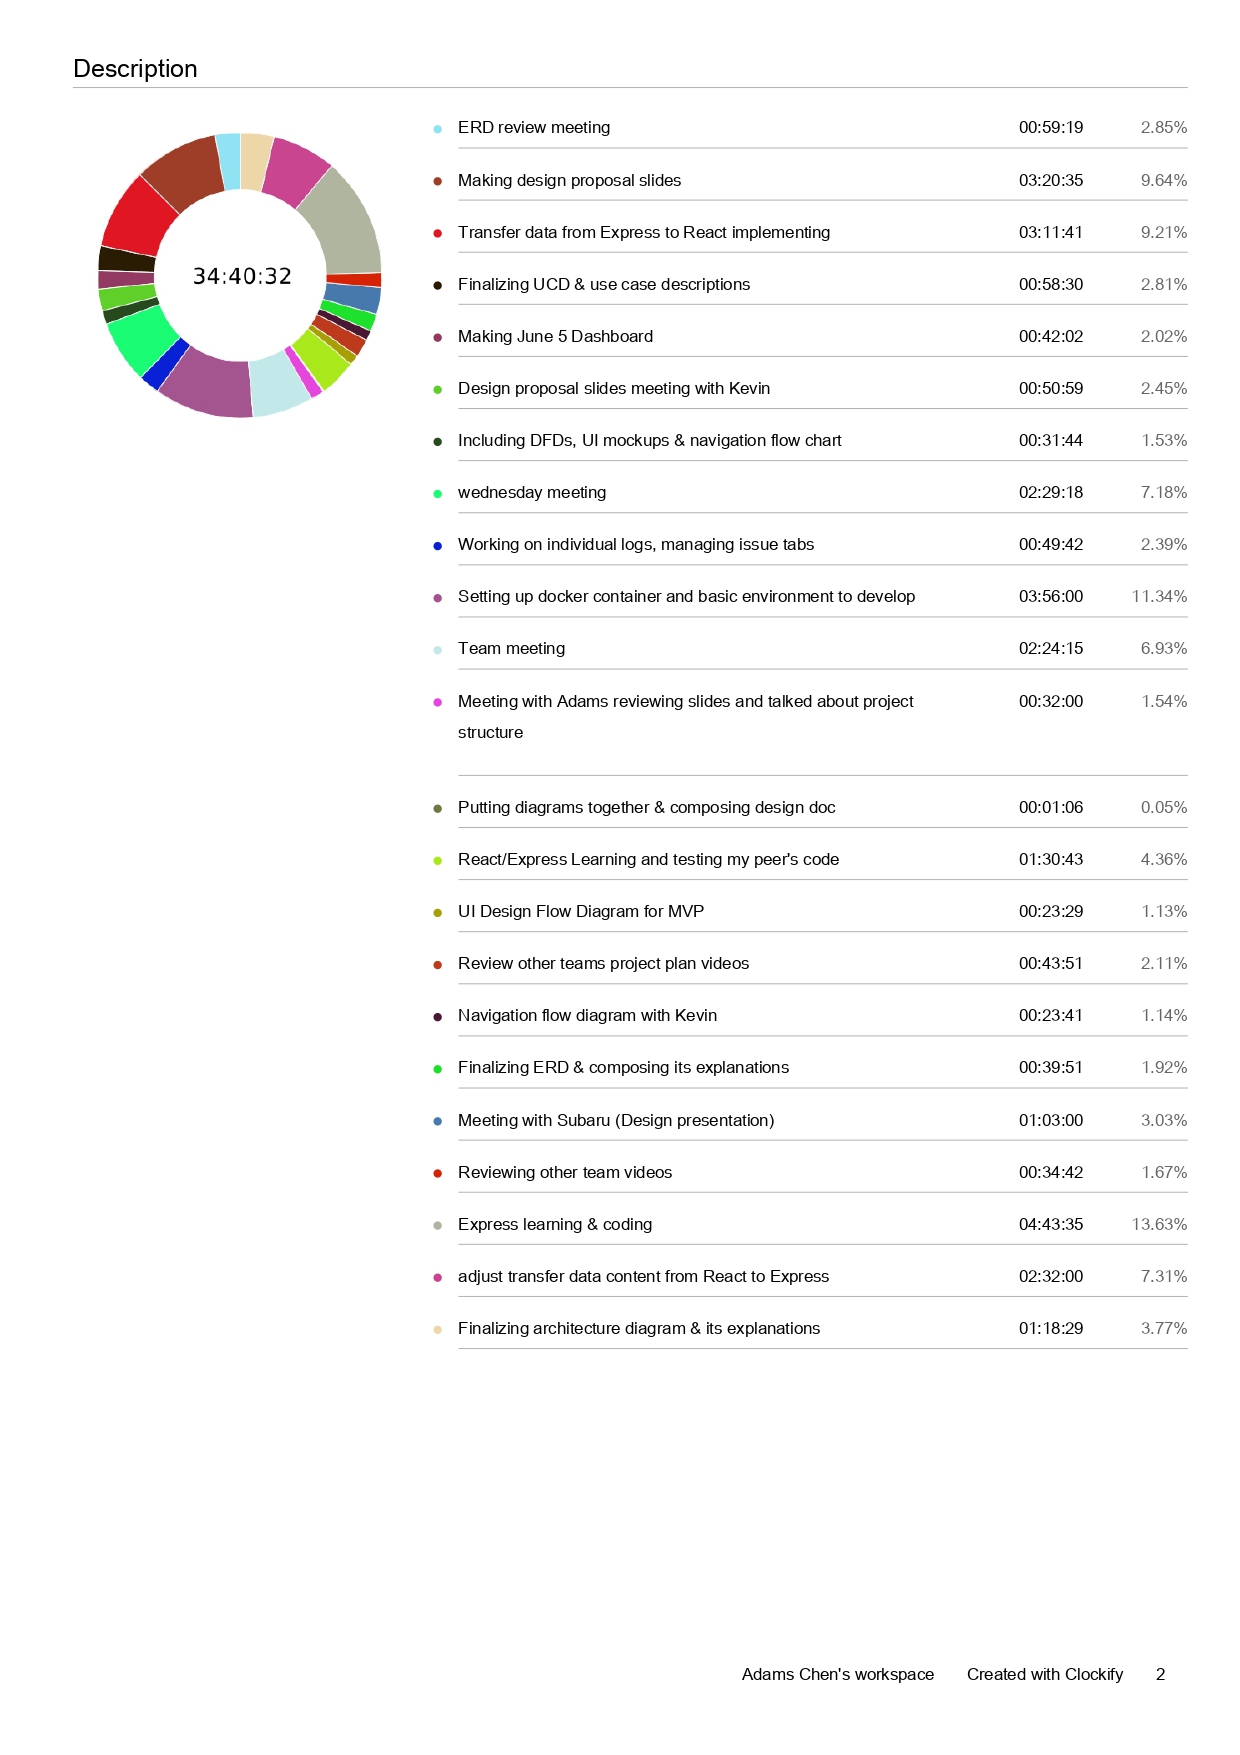 Description
34:40:32
ERD review meeting 00:59:19 2.85%
Making design proposal slides 03:20:35 9.64%
Transfer data from Express to React implementing 03:11:41 9.21%
Finalizing UCD & use case descriptions 00:58:30 2.81%
Making June 5 Dashboard 00:42:02 2.02%
Design proposal slides meeting with Kevin 00:50:59 2.45%
Including DFDs, UI mockups & navigation flow chart 00:31:44 1.53%
wednesday meeting 02:29:18 7.18%
Working on individual logs, managing issue tabs 00:49:42 2.39%
Setting up docker container and basic environment to develop 03:56:00 11.34%
Team meeting 02:24:15 6.93%
Meeting with Adams reviewing slides and talked about project 00:32:00 1.54%
structure
Putting diagrams together & composing design doc 00:01:06 0.05%
React/Express Learning and testing my peer's code 01:30:43 4.36%
UI Design Flow Diagram for MVP 00:23:29 1.13%
Review other teams project plan videos 00:43:51 2.11%
Navigation flow diagram with Kevin 00:23:41 1.14%
Finalizing ERD & composing its explanations 00:39:51 1.92%
Meeting with Subaru (Design presentation) 01:03:00 3.03%
Reviewing other team videos 00:34:42 1.67%
Express learning & coding 04:43:35 13.63%
adjust transfer data content from React to Express 02:32:00 7.31%
Finalizing architecture diagram & its explanations 01:18:29 3.77%
Adams Chen's workspace Created with Clockify 2